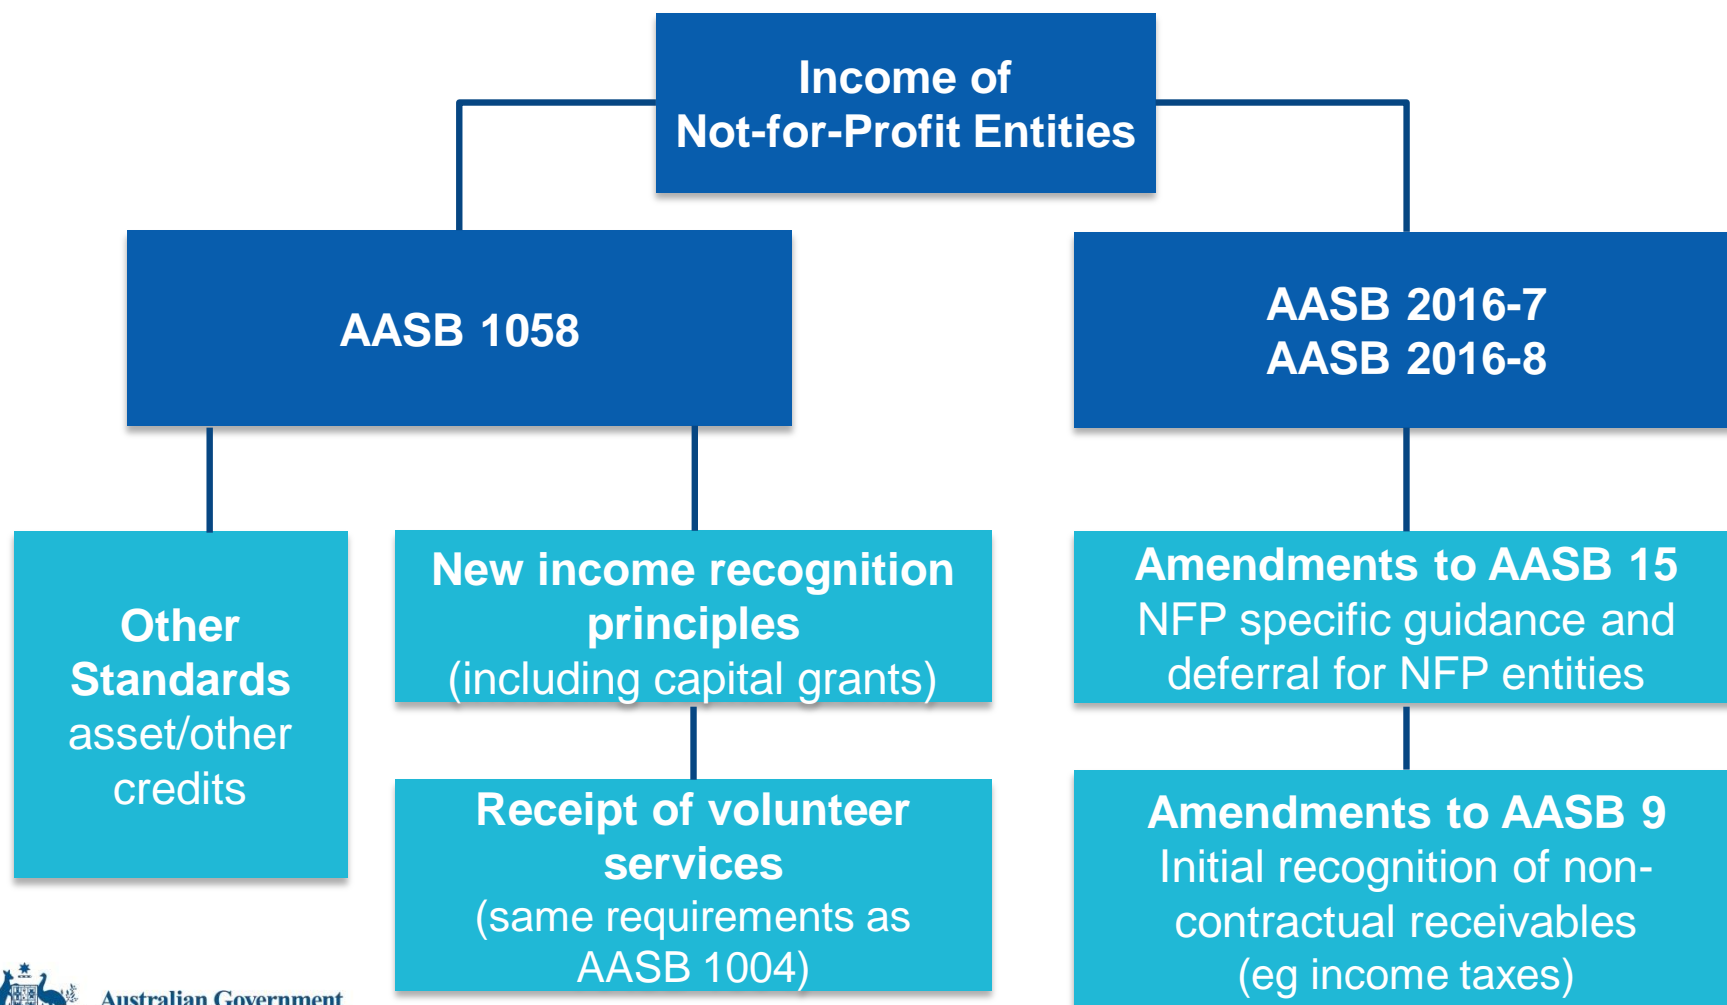 Income of
Not-for-Profit Entities
AASB 1058
AASB 2016-7
AASB 2016-8
Other
Standards
asset/other
credits
New income recognition
principles
(including capital grants)
Receipt of volunteer
services
(same requirements as
AASB 1004)
Amendments to AASB 15
NFP specific guidance and
deferral for NFP entities
Amendments to AASB 9
Initial recognition of non-
contractual receivables
(eg income taxes)
Australian Government